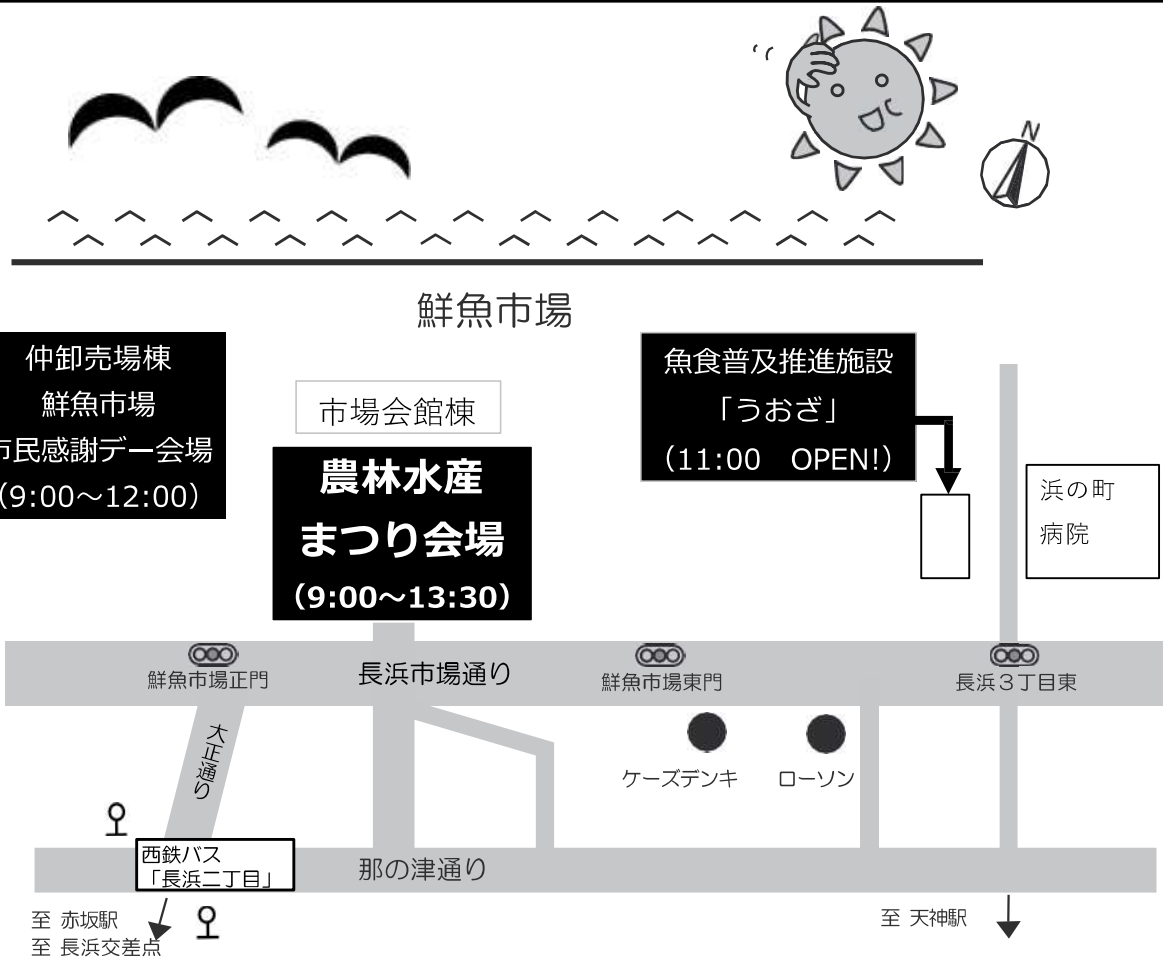 N
鮮魚市場
仲卸売場棟
鮮魚市場
市民感謝デー会場
（9:00～12:00）
市場会館棟
農林水産
まつり会場
（9:00～13:30）
魚食普及推進施設
「うおざ」
（11:00　OPEN!）
浜の町
病院
鮮魚市場正門
長浜市場通り
鮮魚市場東門
長浜３丁目東
大正通り
ケーズデンキ
ローソン
西鉄バス
「長浜二丁目」
那の津通り
至 赤坂駅
至 長浜交差点
至 天神駅